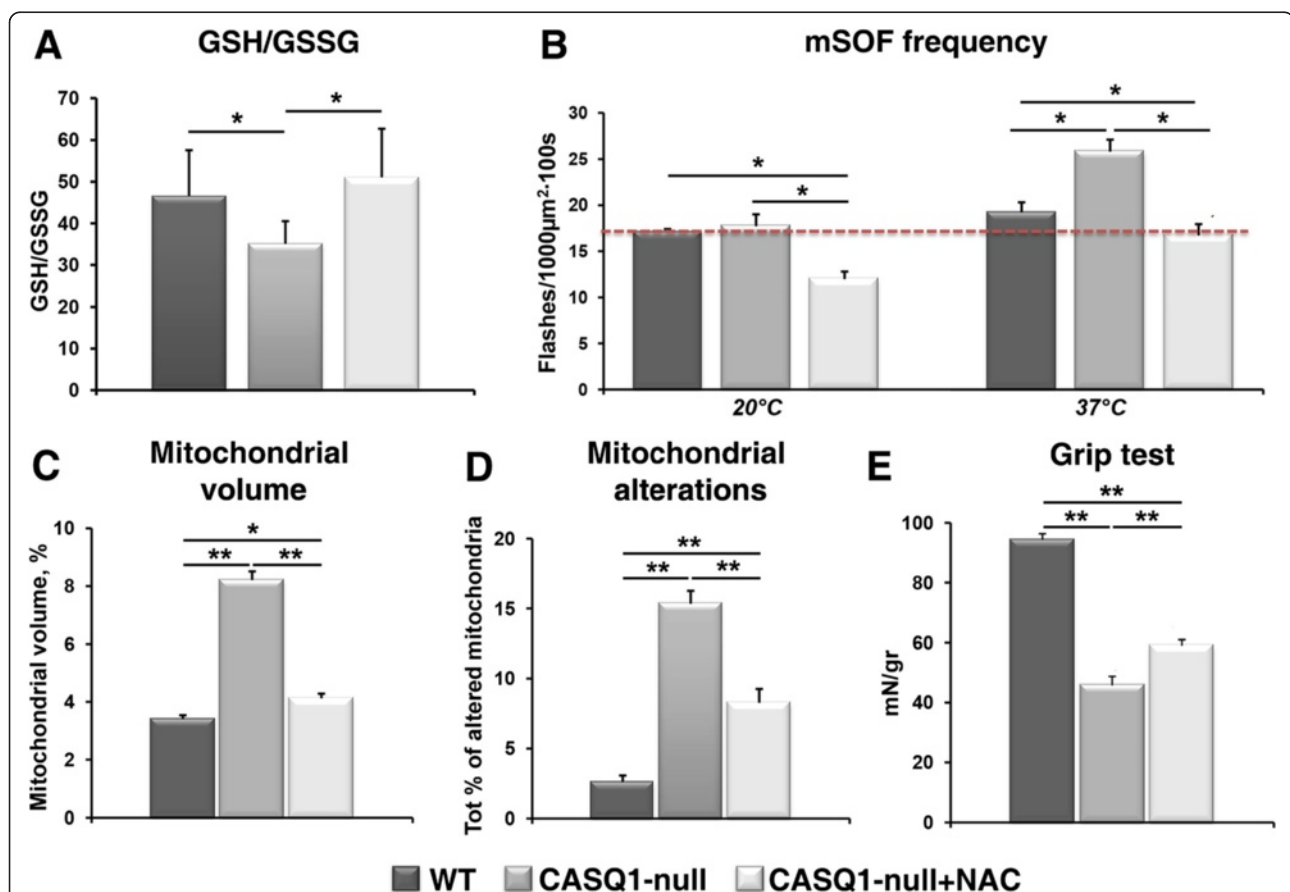 A GSH/GSSG
GSH/GSSG
70
60
50
40
30
20
10
0
* *
B mSOF frequency
Flashes/1000µm²·100s
30
25
20
15
10
5
0
* *
* * *
20°C 37°C
C Mitochondrial
volume
Mitochondrial volume, %
10
8
6
4
2
0
*
** **
D Mitochondrial
alterations
Tot % of altered mitochondria
20
15
10
5
0
**
** **
E Grip test
mN/gr
100
80
60
40
20
0
**
** **
WT CASQ1-null CASQ1-null+NAC